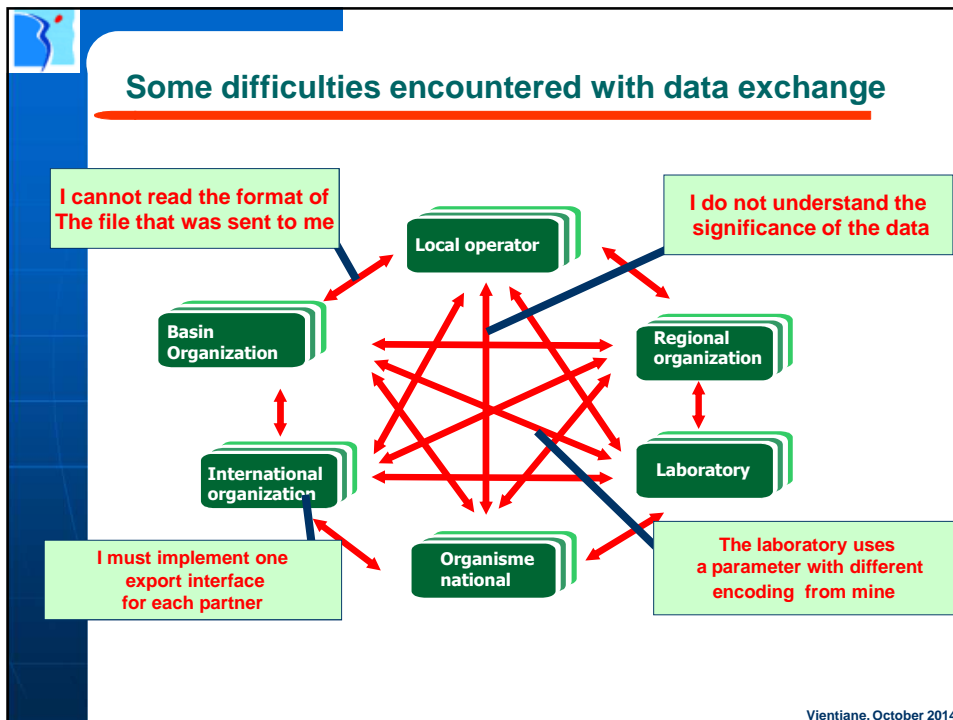 Some difficulties encountered with data exchange
I cannot read the format of
The file that was sent to me
I do not understand the
significance of the data
Local operator
Basin
Organization
Regional
organization
International
organization
Laboratory
Organisme
national
I must implement one
export interface
for each partner
The laboratory uses
a parameter with different
encoding from mine
Vientiane, October 2014